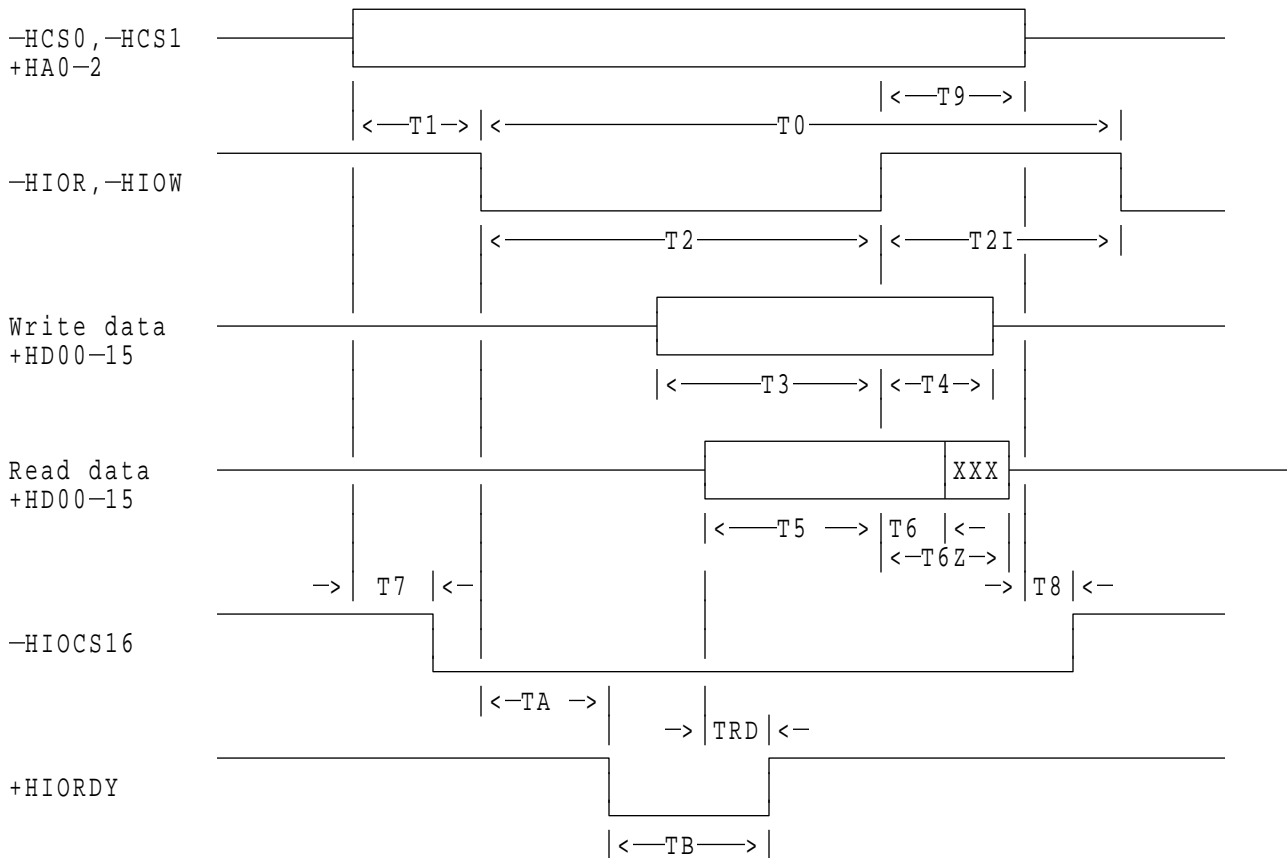 —HCS0,—HCS1
+HA0—2
<——T9——>
<——T1—> <————T0————>
—HIOR,—HIOW
<————T2————> <———T2I———>
Write data
+HD00—15
<————T3————> <—T4—>
Read data
+HD00—15
XXX
<———T5 ———> T6 <—
<—T6Z—>
—> T7 <— —> T8 <—
—HIOCS16
<—TA —>
—> TRD <—
+HIORDY
<——TB——>